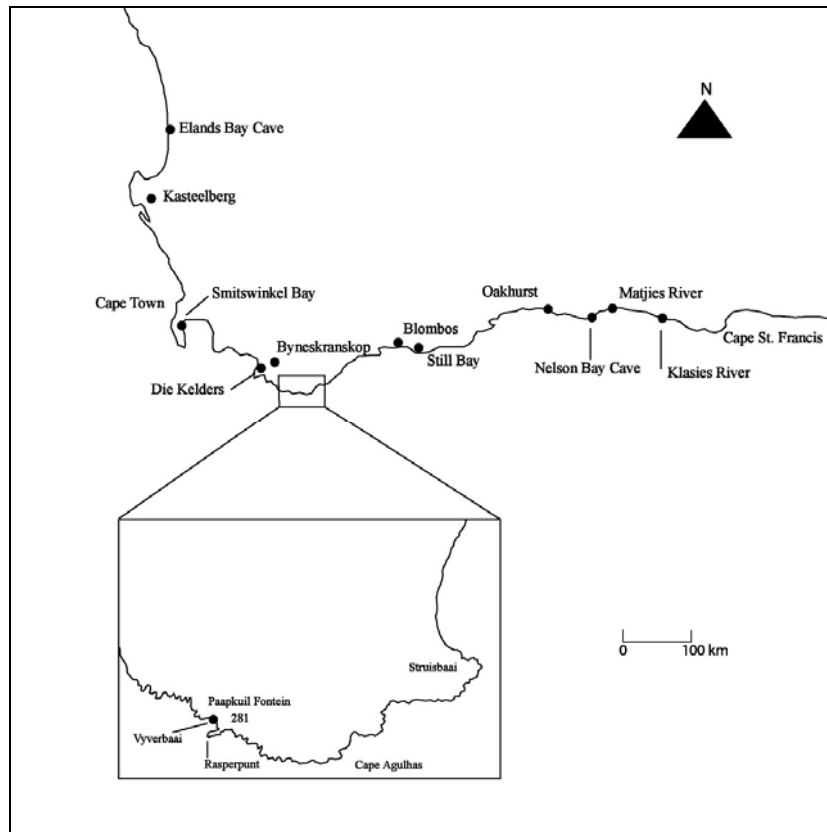 N
Elands Bay Cave
Kasteelberg
Cape Town
Smitswinkel Bay
Oakhurst
Matjies River
Blombos
Byneskranskop
Still Bay
Cape St. Francis
Die Kelders
Nelson Bay Cave
Klasies River
0
100 km
Struisbaai
Paapkuil Fontein
281
Vyverbaai
Rasperpunt
Cape Agulhas